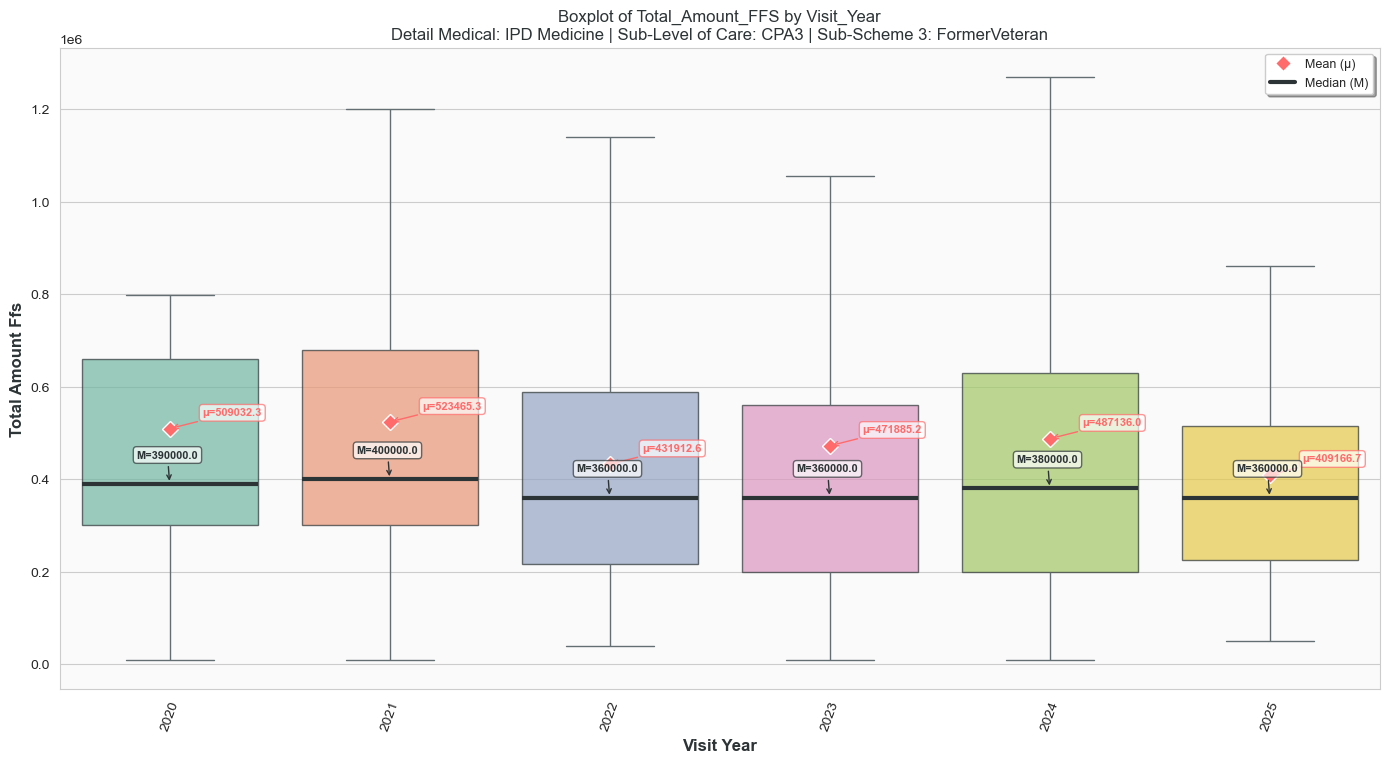 Boxplot of Total_Amount_FFS by Visit_Year
Detail Medical: IPD Medicine | Sub-Level of Care: CPA3 | Sub-Scheme 3: FormerVeteran
1e6
Mean (μ)
Median (M)
1.2
1.0
0.8
0.6
0.4
0.2
0.0
Total Amount Ffs
μ=509032.3
M=390000.0
μ=523465.3
M=400000.0
μ=431912.6
M=360000.0
μ=471885.2
M=360000.0
μ=487136.0
M=380000.0
μ=409166.7
M=360000.0
2020
2021
2022
2023
2024
2025
Visit Year